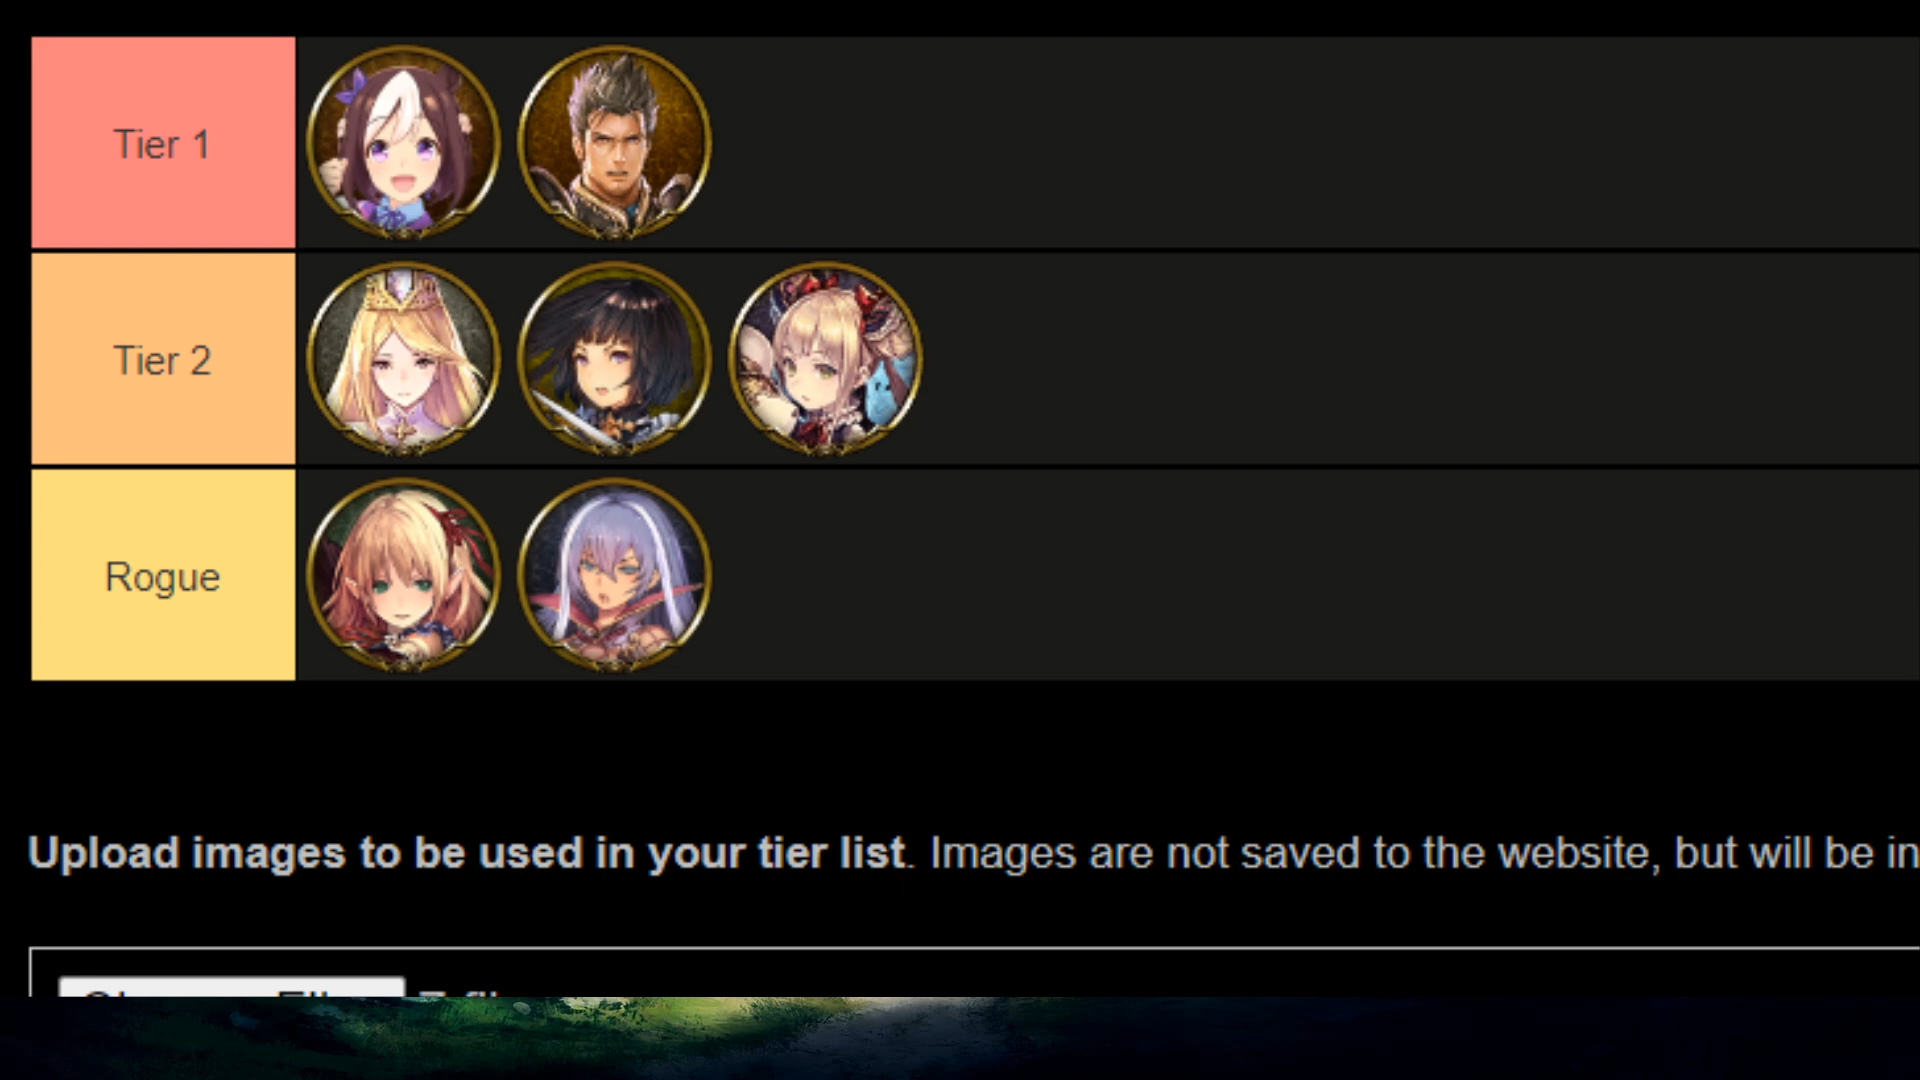 Tier 1
Tier 2
Rogue
Upload images to be used in your tier list. Images are not saved to the website, but will be in